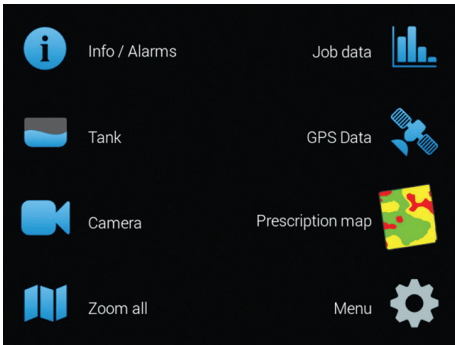 Info / Alarms
Job data
Tank
GPS Data
Camera
Prescription map
Zoom all
Menu